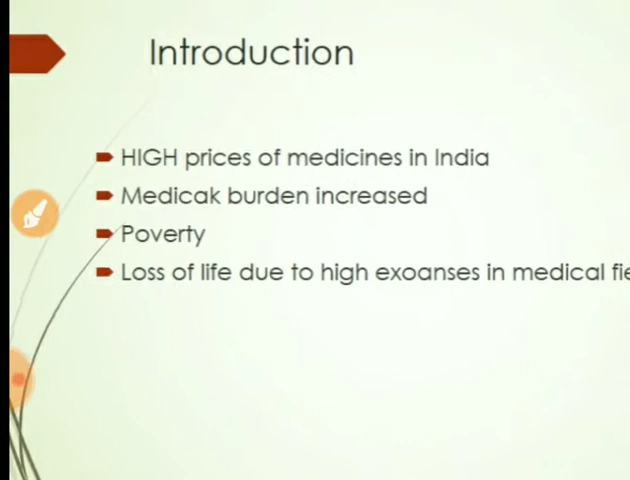 Introduction
HIGH prices of medicines in India
Medicak burden increased
Poverty
Loss of life due to high exoanses in medical